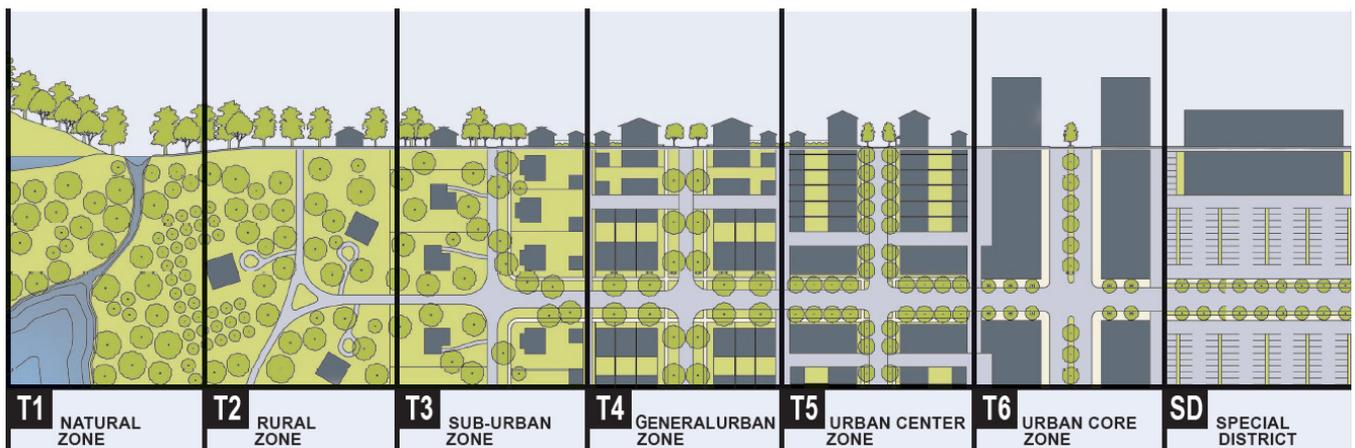 T1 NATURAL
ZONE
T2 RURAL
ZONE
T3 SUB-URBAN
ZONE
T4 GENERALURBAN
ZONE
T5 URBAN CENTER
ZONE
T6 URBAN CORE
ZONE
SD SPECIAL
DISTRICT